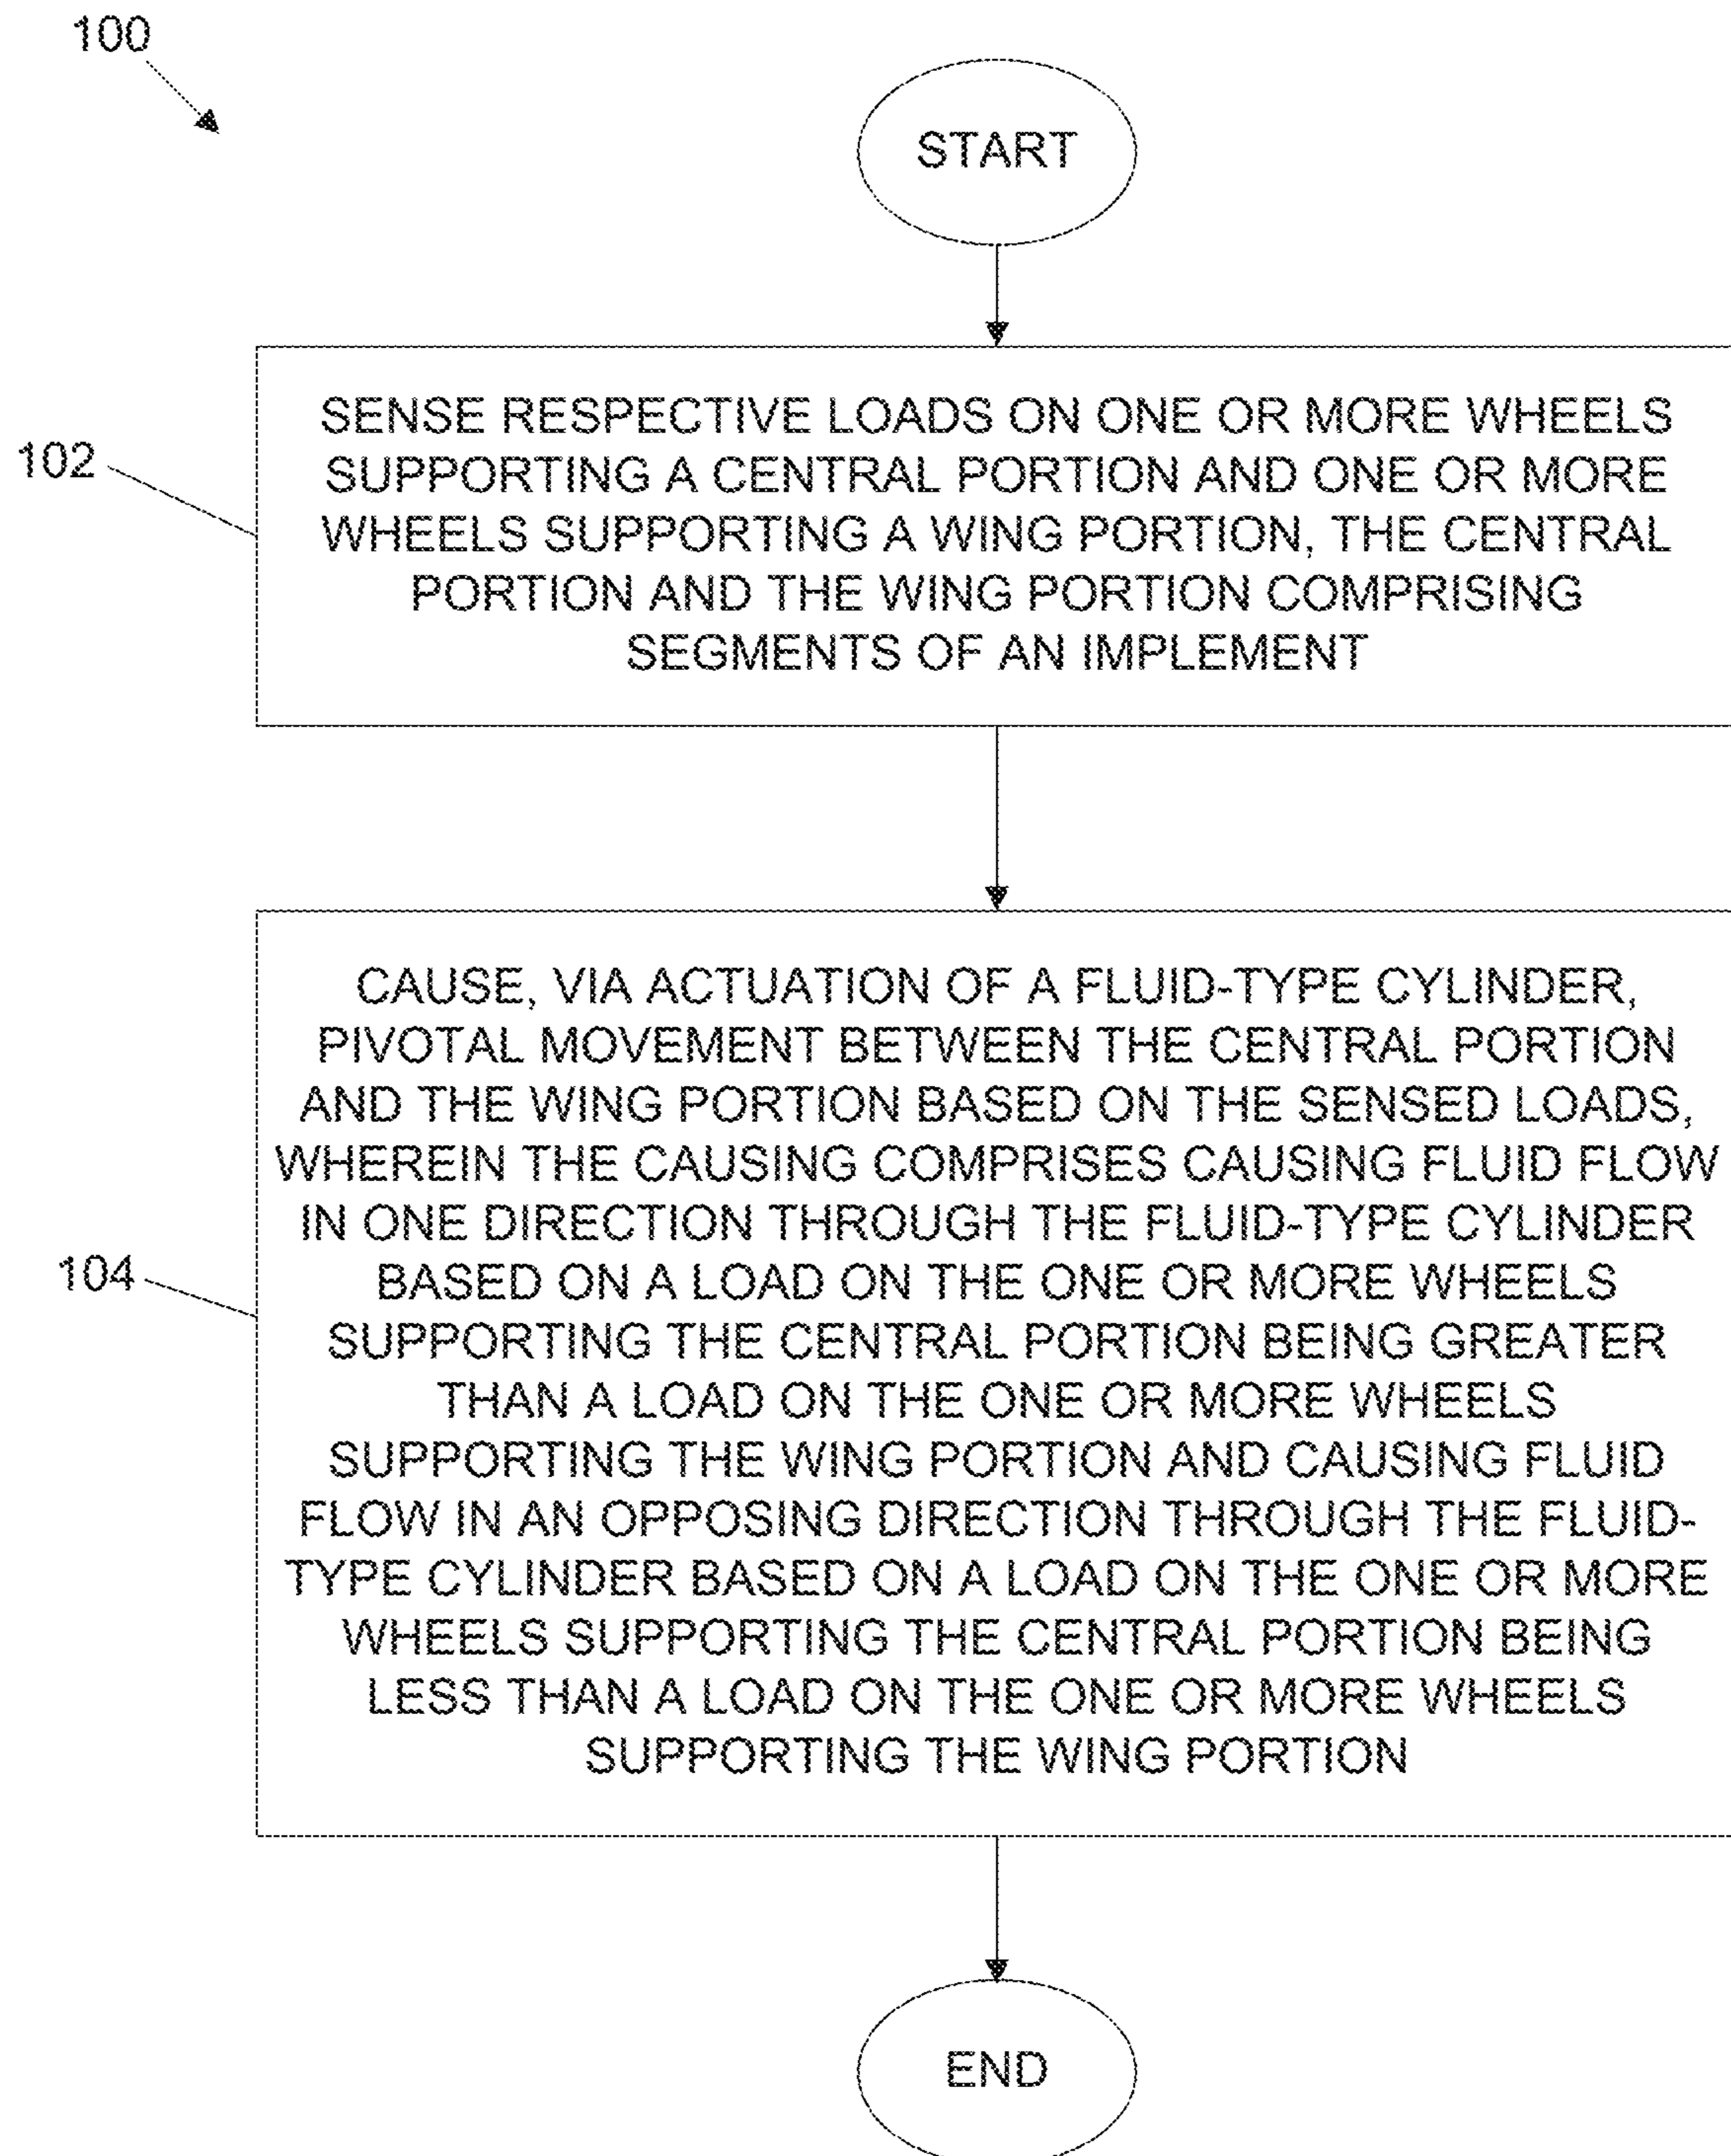 100
START
102
SENSE RESPECTIVE LOADS ON ONE OR MORE WHEELS
SUPPORTING A CENTRAL PORTION AND ONE OR MORE
WHEELS SUPPORTING A WING PORTION, THE CENTRAL
PORTION AND THE WING PORTION COMPRISING
SEGMENTS OF AN IMPLEMENT
104
CAUSE, VIA ACTUATION OF A FLUID-TYPE CYLINDER,
PIVOTAL MOVEMENT BETWEEN THE CENTRAL PORTION
AND THE WING PORTION BASED ON THE SENSED LOADS,
WHEREIN THE CAUSING COMPRISES CAUSING FLUID FLOW
IN ONE DIRECTION THROUGH THE FLUID-TYPE CYLINDER
BASED ON A LOAD ON THE ONE OR MORE WHEELS
SUPPORTING THE CENTRAL PORTION BEING GREATER
THAN A LOAD ON THE ONE OR MORE WHEELS
SUPPORTING THE WING PORTION AND CAUSING FLUID
FLOW IN AN OPPOSING DIRECTION THROUGH THE FLUID-
TYPE CYLINDER BASED ON A LOAD ON THE ONE OR MORE
WHEELS SUPPORTING THE CENTRAL PORTION BEING
LESS THAN A LOAD ON THE ONE OR MORE WHEELS
SUPPORTING THE WING PORTION
END